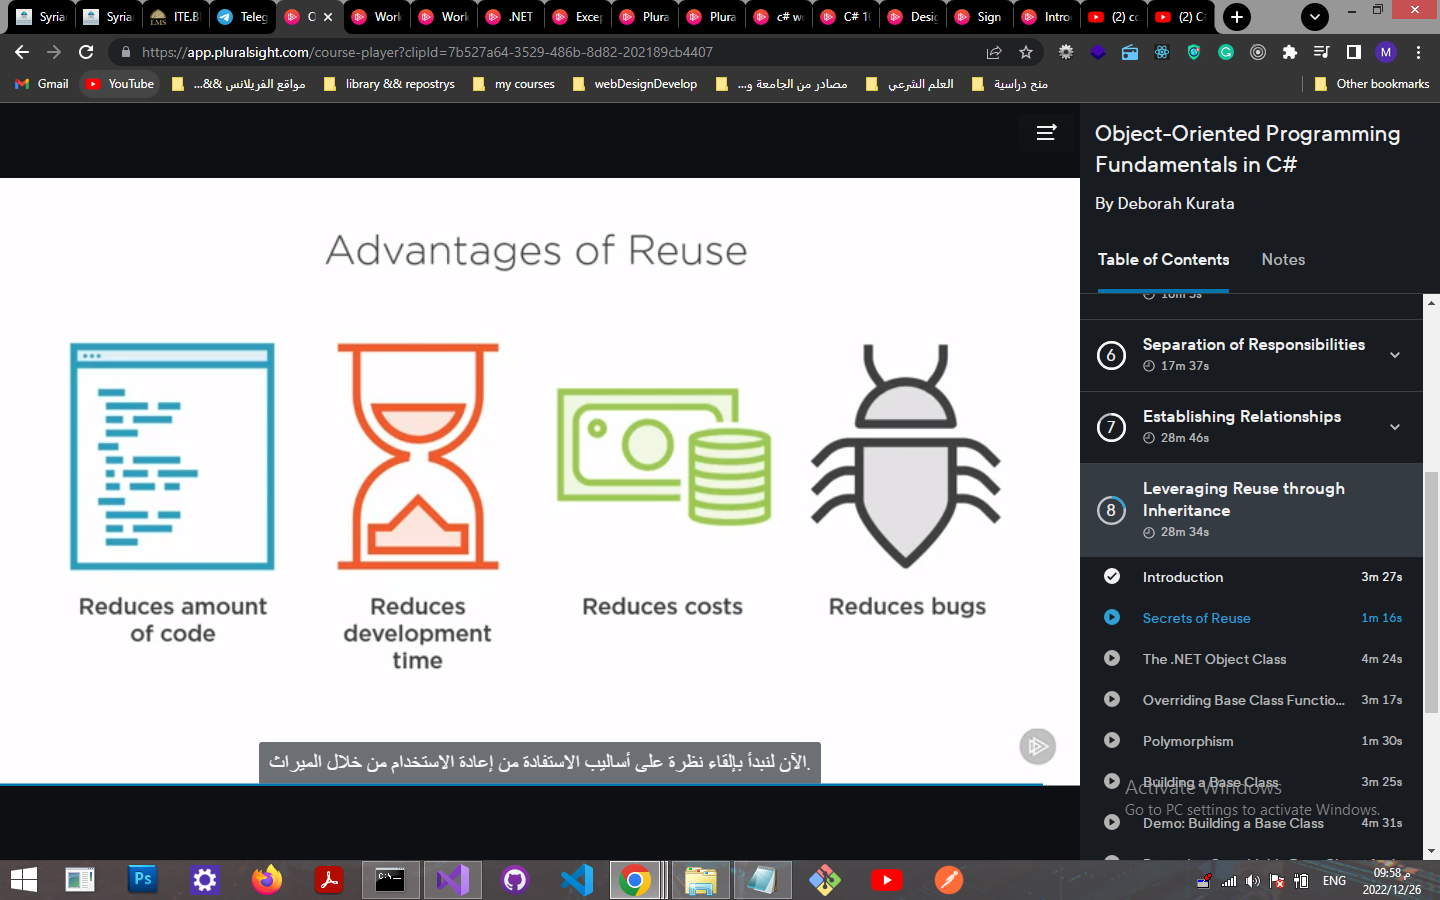 Syria
Syria
ITE.B
Teleg
Work
Work
.NET
Excep
Plura
Plura
c# w
C# 1
Desi
Sign
Intro
(2) cc
(2) C
https://app.pluralsight.com/course-player?clipId=7b527a64-3529-486b-8d82-202189cb4407
M
Gmail
YouTube
مواقع الفريلانس &&...
library && repostrys
my courses
webDesignDevelop
مصادر من الجامعة و...
العلم الشرعي
منح دراسية
Other bookmarks
Advantages of Reuse
Reduces amount
of code
Reduces
development
time
Reduces costs
Reduces bugs
الآن لنبدأ بإلقاء نظرة على أساليب الاستفادة من إعادة الاستخدام من خلال الميراث.
Object-Oriented Programming
Fundamentals in C#
By Deborah Kurata
Table of Contents
Notes
6
Separation of Responsibilities
17m 37s
7
Establishing Relationships
28m 46s
8
Leveraging Reuse through
Inheritance
28m 34s
Introduction 3m 27s
Secrets of Reuse 1m 16s
The .NET Object Class 4m 24s
Overriding Base Class Functio... 3m 17s
Polymorphism 1m 30s
Building a Base Class 3m 25s
Activate Windows
Go to PC settings to activate Windows.
Demo: Building a Base Class 4m 31s
Ps
ENG
09:58 م
2022/12/26